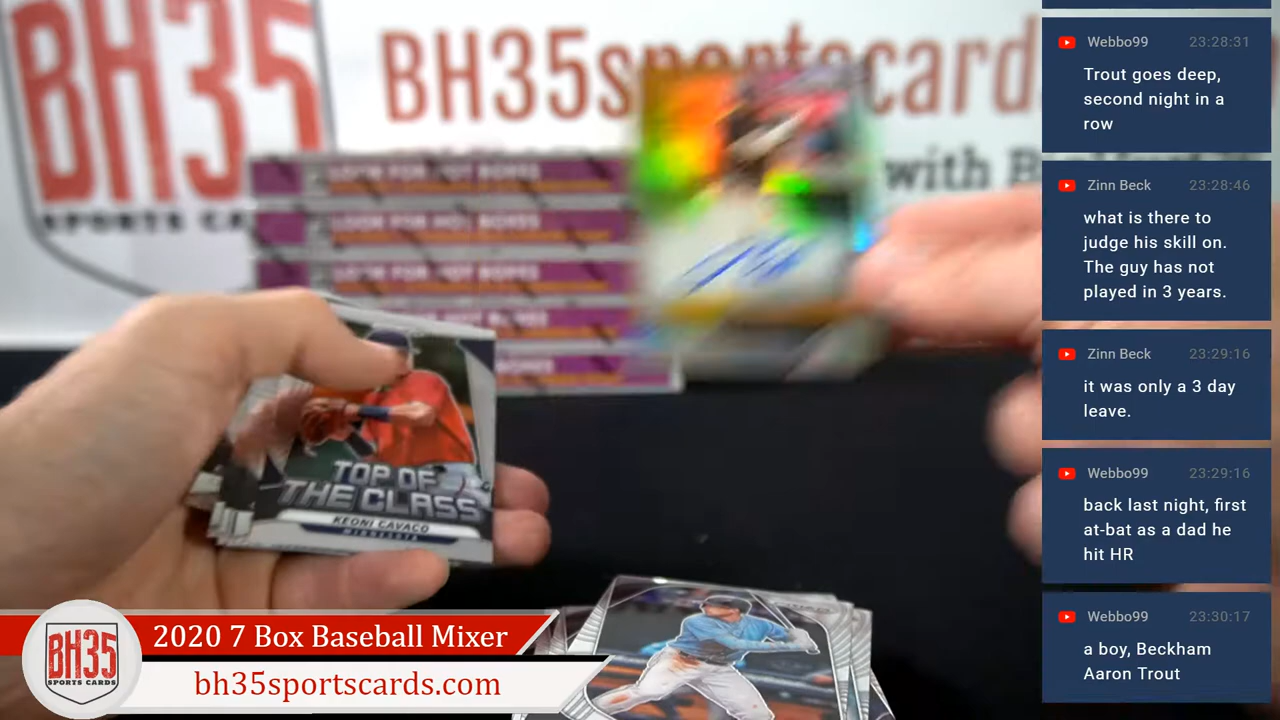 BH35
SPORTS CA
BH35sportscard
with B
LOOK FOR HOT BOXES
LOOK FOR HOT BOXES
LOOK FOR HOT BOXES
HOT BOXES
BOXES
TOP OF
THE CLASS
KEONI CAVACO
MINNESOTA
BH35
SPORTS CARDS
2020 7 Box Baseball Mixer
bh35sportscards.com
Webbo99 23:28:31
Trout goes deep,
second night in a
row
Zinn Beck 23:28:46
what is there to
judge his skill on.
The guy has not
played in 3 years.
Zinn Beck 23:29:16
it was only a 3 day
leave.
Webbo99 23:29:16
back last night, first
at-bat as a dad he
hit HR
Webbo99 23:30:17
a boy, Beckham
Aaron Trout